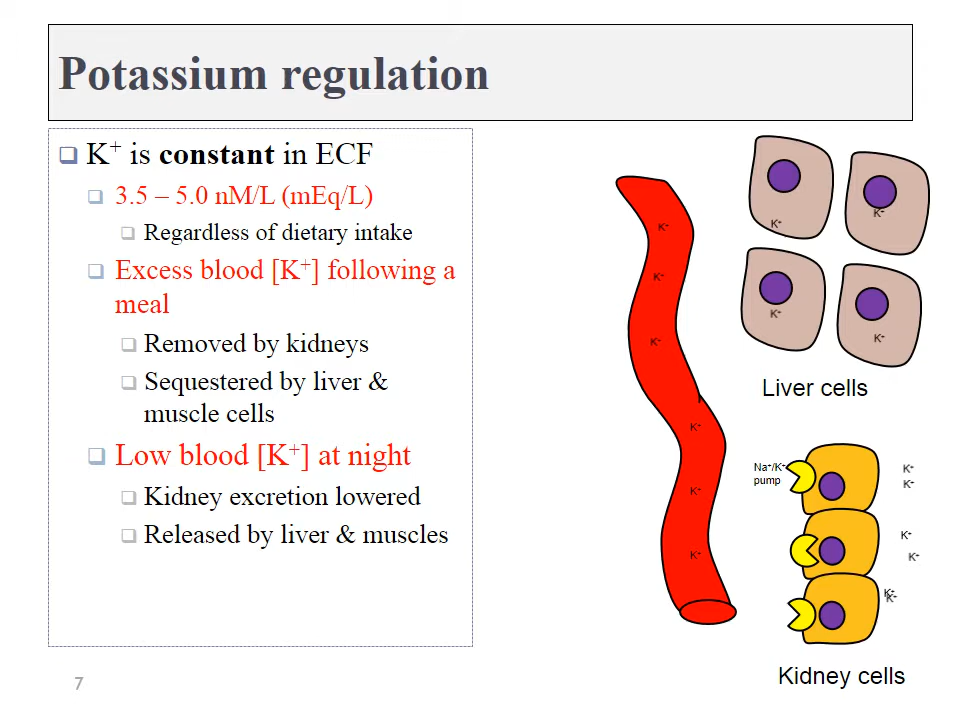 Potassium regulation
K⁺ is constant in ECF
3.5 – 5.0 nM/L (mEq/L)
Regardless of dietary intake
Excess blood [K⁺] following a
meal
Removed by kidneys
Sequestered by liver &
muscle cells
Low blood [K⁺] at night
Kidney excretion lowered
Released by liver & muscles
K⁺
K⁺
K⁺
K⁺
K⁺
K⁺
K⁺
K⁺
K⁺
K⁺
Liver cells
Na⁺/K⁺
pump
K⁺
K⁺
K⁺
K⁺
K⁺
K⁺
Kidney cells
7